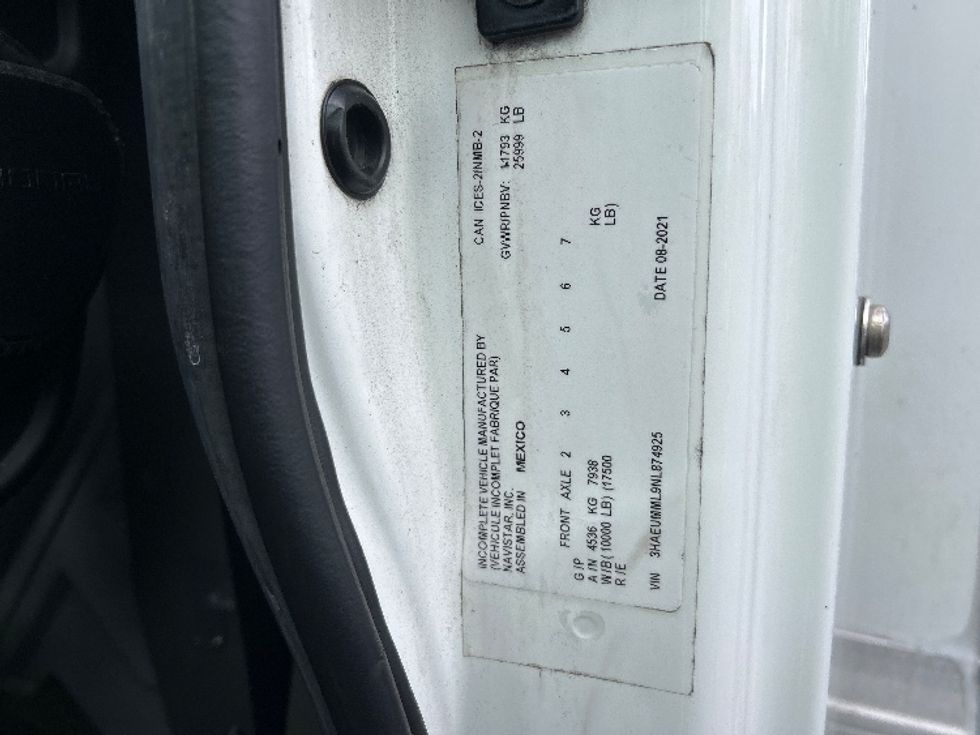 INCOMPLETE VEHICLE MANUFACTURED BY
(VEHICULE INCOMPLET FABRIQUE PAR)
NAVISTAR, INC.
ASSEMBLED IN MEXICO
CAN ICES-2/NMB-2
GVWR/PNBV: 11793 KG
25999 LB
FRONT AXLE 2 3 4 5 6 7
G/P
A/N 4536 KG 7938 KG
W/B (10000 LB) (17500 LB)
R/E
VIN 3HAEUMML9NL874925 DATE 08-2021